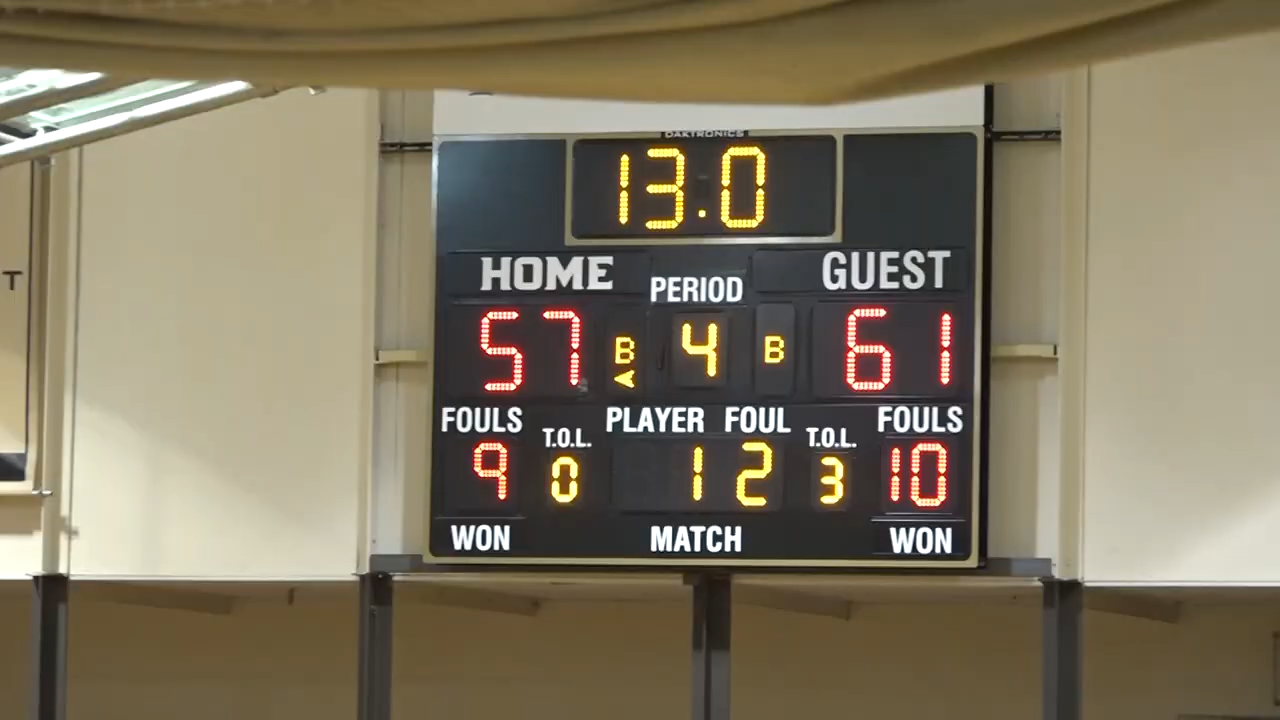 DAKTRONICS
13.0
HOME GUEST
PERIOD
57 B 4 B 61
FOULS PLAYER FOUL FOULS
T.O.L. T.O.L.
9 0 1 2 3 10
WON MATCH WON
T